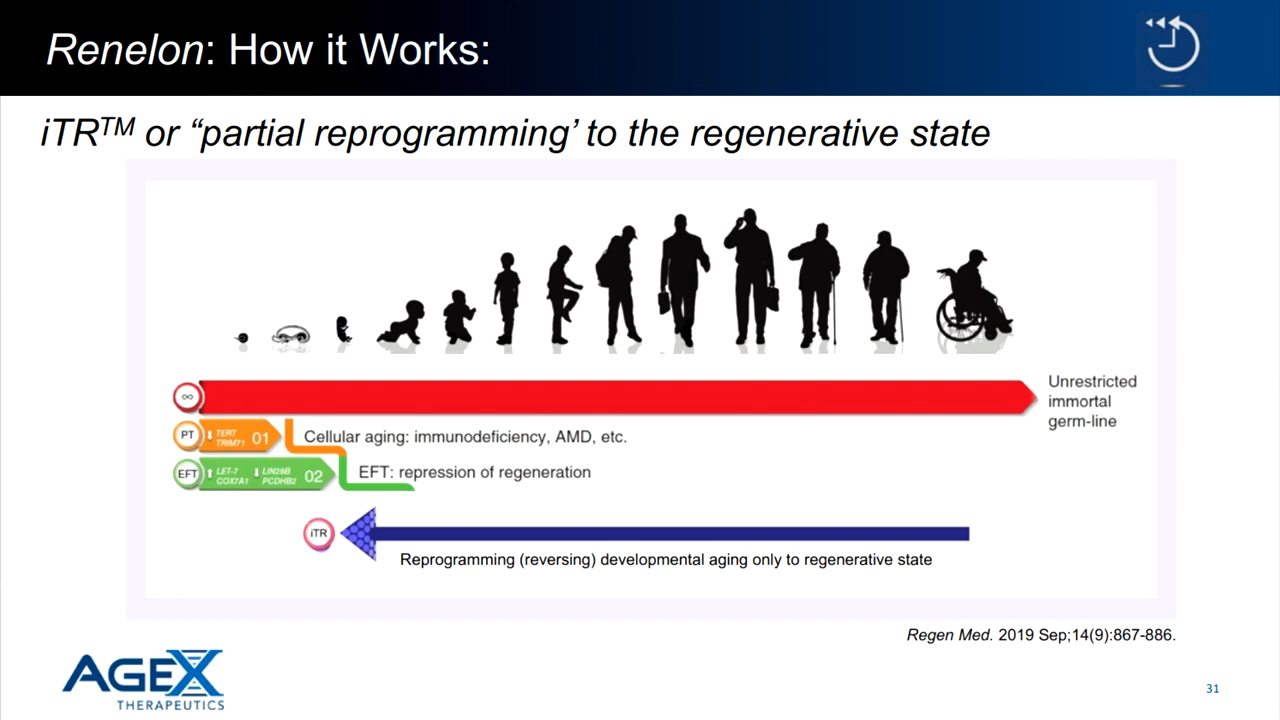 Renelon: How it Works:
iTR™ or “partial reprogramming’ to the regenerative state
∞
Unrestricted
immortal
germ-line
PT
TERT
TRIM71
01
Cellular aging: immunodeficiency, AMD, etc.
EFT
LET-7
COX7A1
LIN28B
PCDHB2
02
EFT: repression of regeneration
iTR
Reprogramming (reversing) developmental aging only to regenerative state
Regen Med. 2019 Sep;14(9):867-886.
AGEX
THERAPEUTICS
31